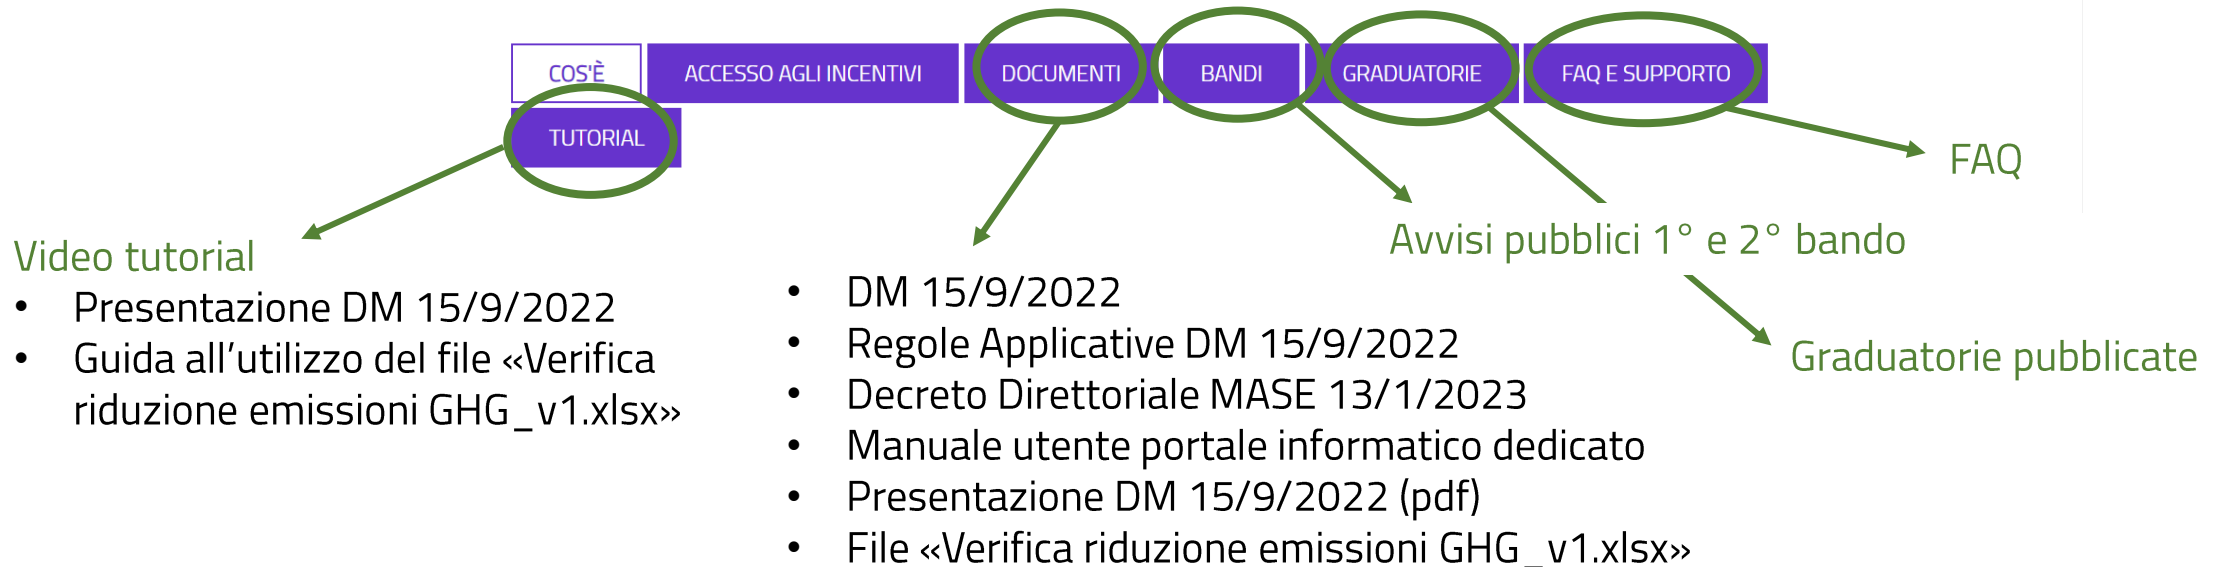 COS'È
ACCESSO AGLI INCENTIVI
DOCUMENTI
BANDI
GRADUATORIE
FAQ E SUPPORTO
TUTORIAL
FAQ
Avvisi pubblici 1° e 2° bando
Graduatorie pubblicate
Video tutorial
• Presentazione DM 15/9/2022
• Guida all’utilizzo del file «Verifica
riduzione emissioni GHG_v1.xlsx»
• DM 15/9/2022
• Regole Applicative DM 15/9/2022
• Decreto Direttoriale MASE 13/1/2023
• Manuale utente portale informatico dedicato
• Presentazione DM 15/9/2022 (pdf)
• File «Verifica riduzione emissioni GHG_v1.xlsx»